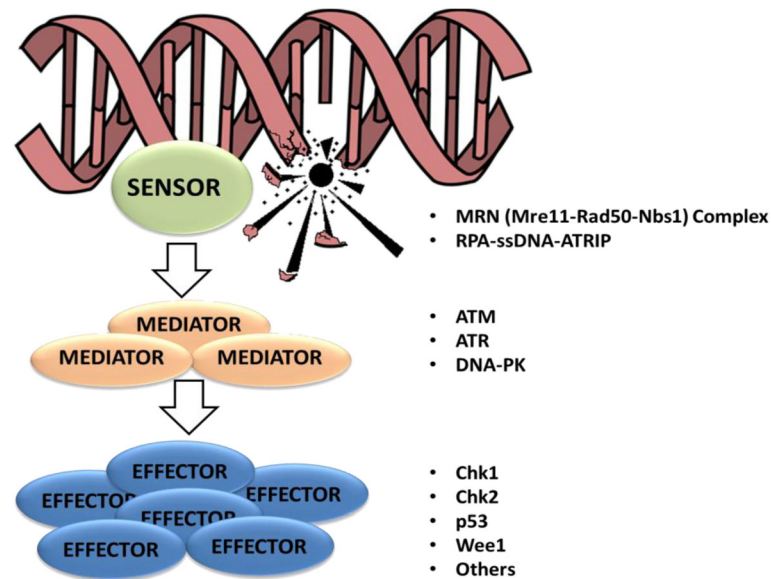 SENSOR
• MRN (Mre11-Rad50-Nbs1) Complex
• RPA-ssDNA-ATRIP
MEDIATOR
MEDIATOR
MEDIATOR
• ATM
• ATR
• DNA-PK
EFFECTOR
EFFECTOR
EFFECTOR
EFFECTOR
EFFECTOR
EFFECTOR
• Chk1
• Chk2
• p53
• Wee1
• Others